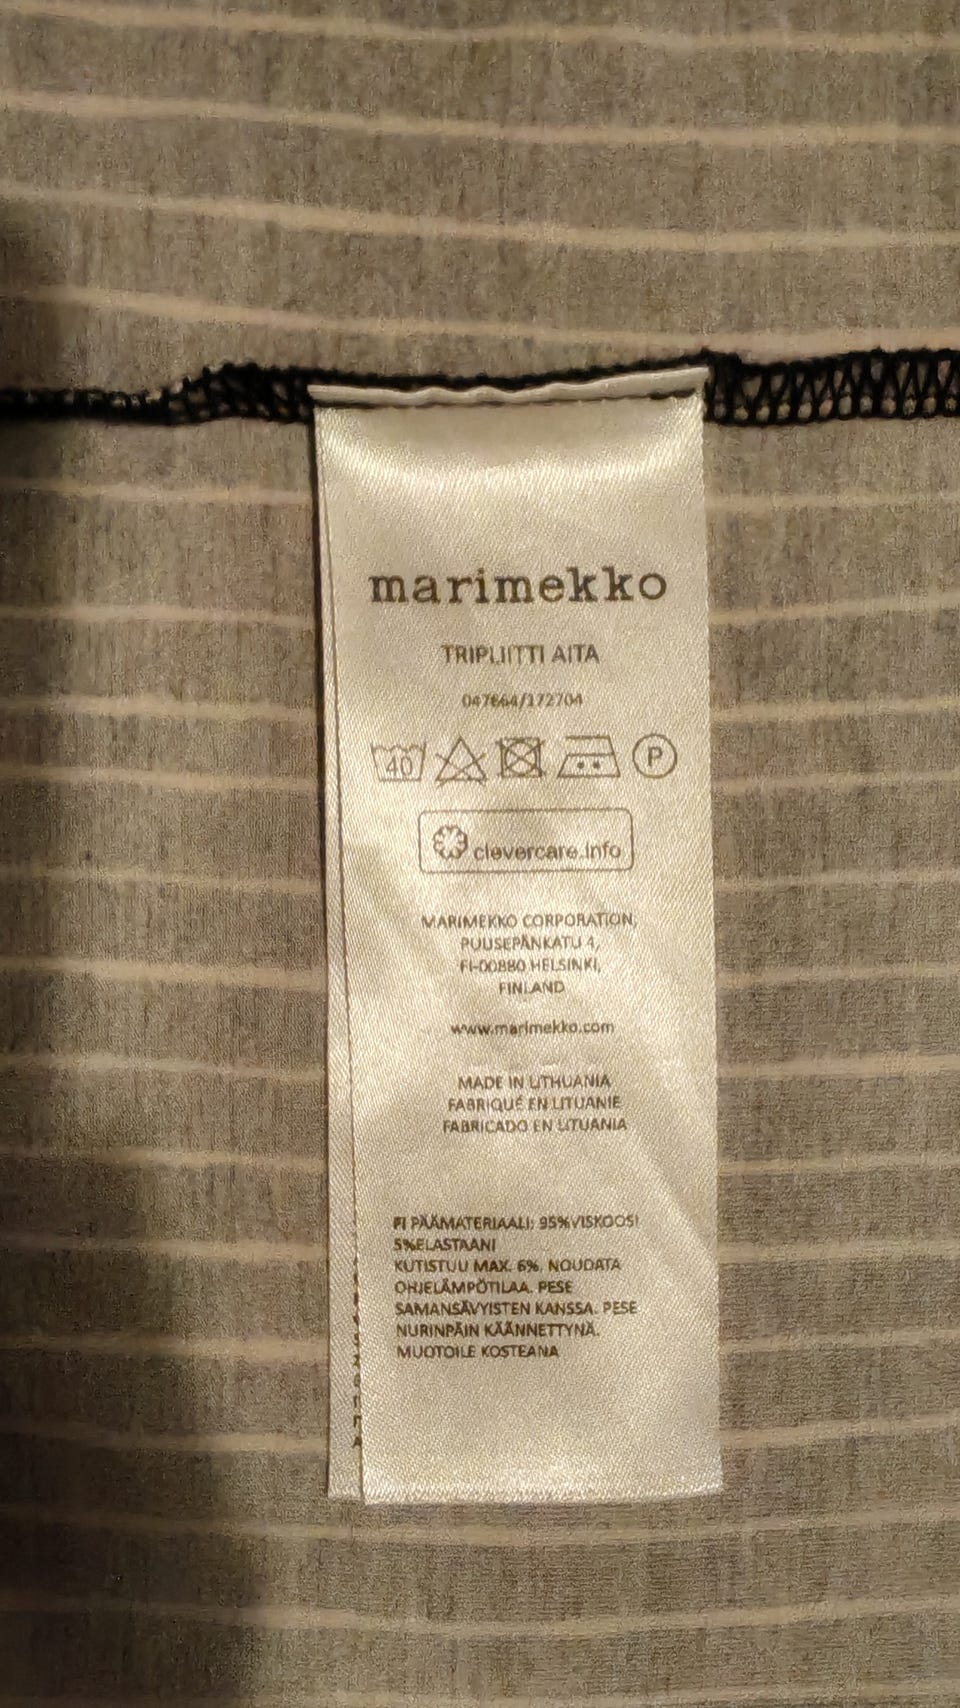 marimekko
TRIPLIITTI AITA
047664/172704
40
P
clevercare.info
MARIMEKKO CORPORATION,
PUUSEPÄNKATU 4,
FI-00880 HELSINKI,
FINLAND
www.marimekko.com
MADE IN LITHUANIA
FABRIQUÉ EN LITUANIE
FABRICADO EN LITUANIA
FI PÄÄMATERIAALI: 95%VISKOOSI
5%ELASTAANI
KUTISTUU MAX. 6%. NOUDATA
OHJELÄMPÖTILAA. PESE
SAMANSÄVYISTEN KANSSA. PESE
NURINPÄIN KÄÄNNETTYNÄ.
MUOTOILE KOSTEANA